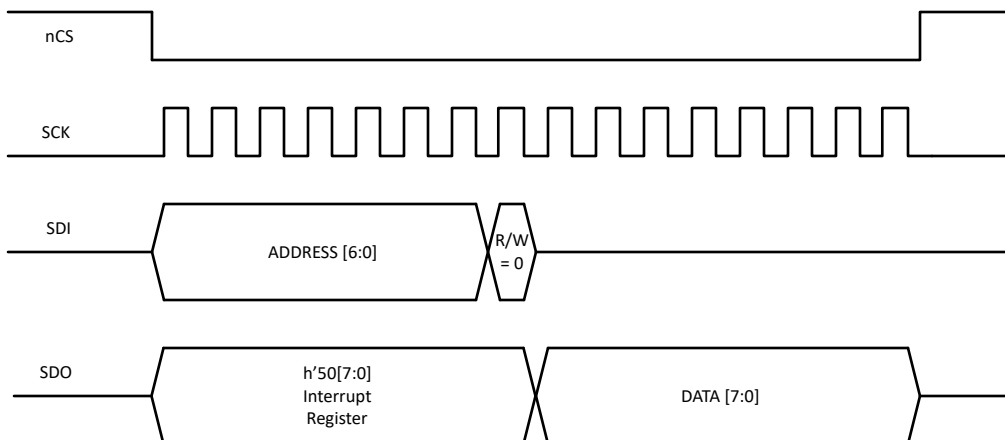 nCS
SCK
SDI
ADDRESS [6:0]
R/W
= 0
SDO
h'50[7:0]
Interrupt
Register
DATA [7:0]